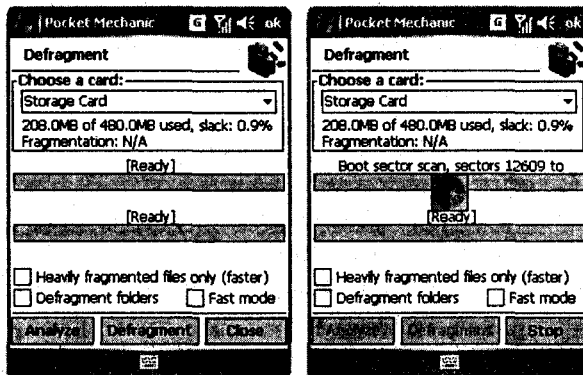 Pocket Mechanic G ok
Defragment
Choose a card:
Storage Card
208.0MB of 480.0MB used, slack: 0.9%
Fragmentation: N/A
[Ready]
[Ready]
Heavily fragmented files only (faster)
Defragment folders Fast mode
Analyze Defragment Close
Pocket Mechanic G ok
Defragment
Choose a card:
Storage Card
208.0MB of 480.0MB used, slack: 0.9%
Fragmentation: N/A
Boot sector scan, sectors 12609 to
[Ready]
Heavily fragmented files only (faster)
Defragment folders Fast mode
Analyze Defragment Stop